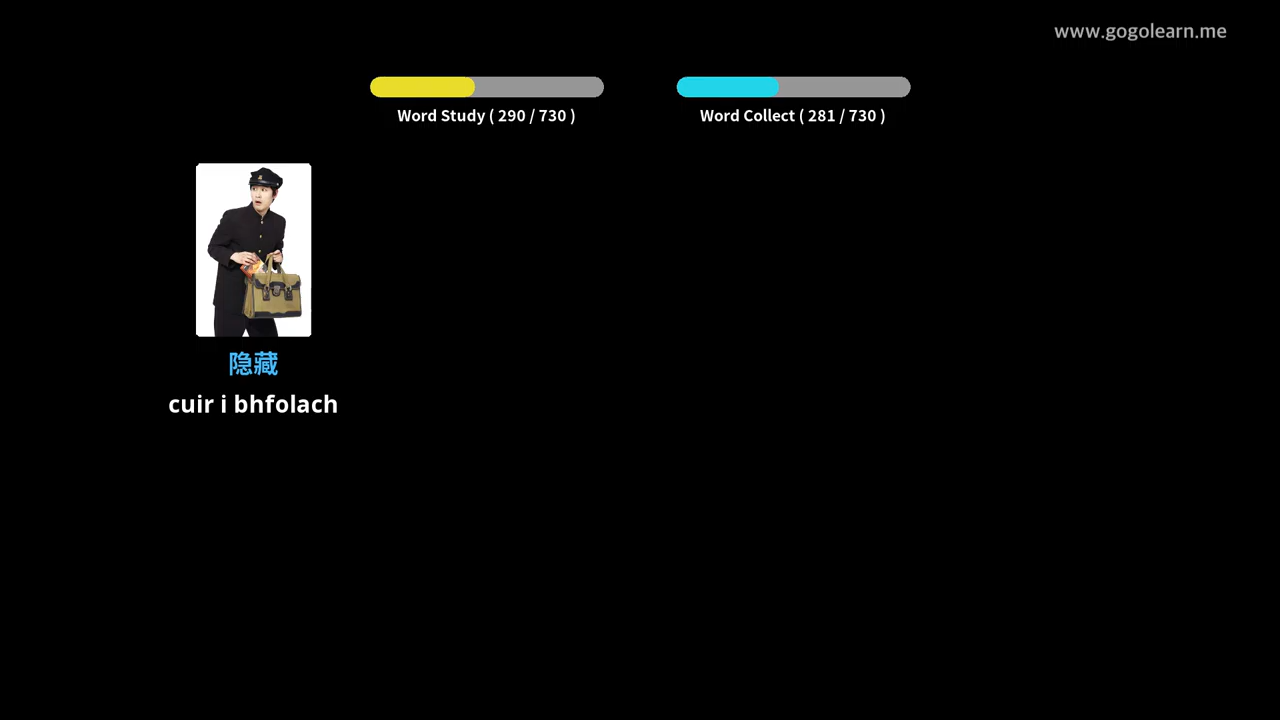 www.gogolearn.me
Word Study ( 290 / 730 )
Word Collect ( 281 / 730 )
隐藏
cuir i bhfolach